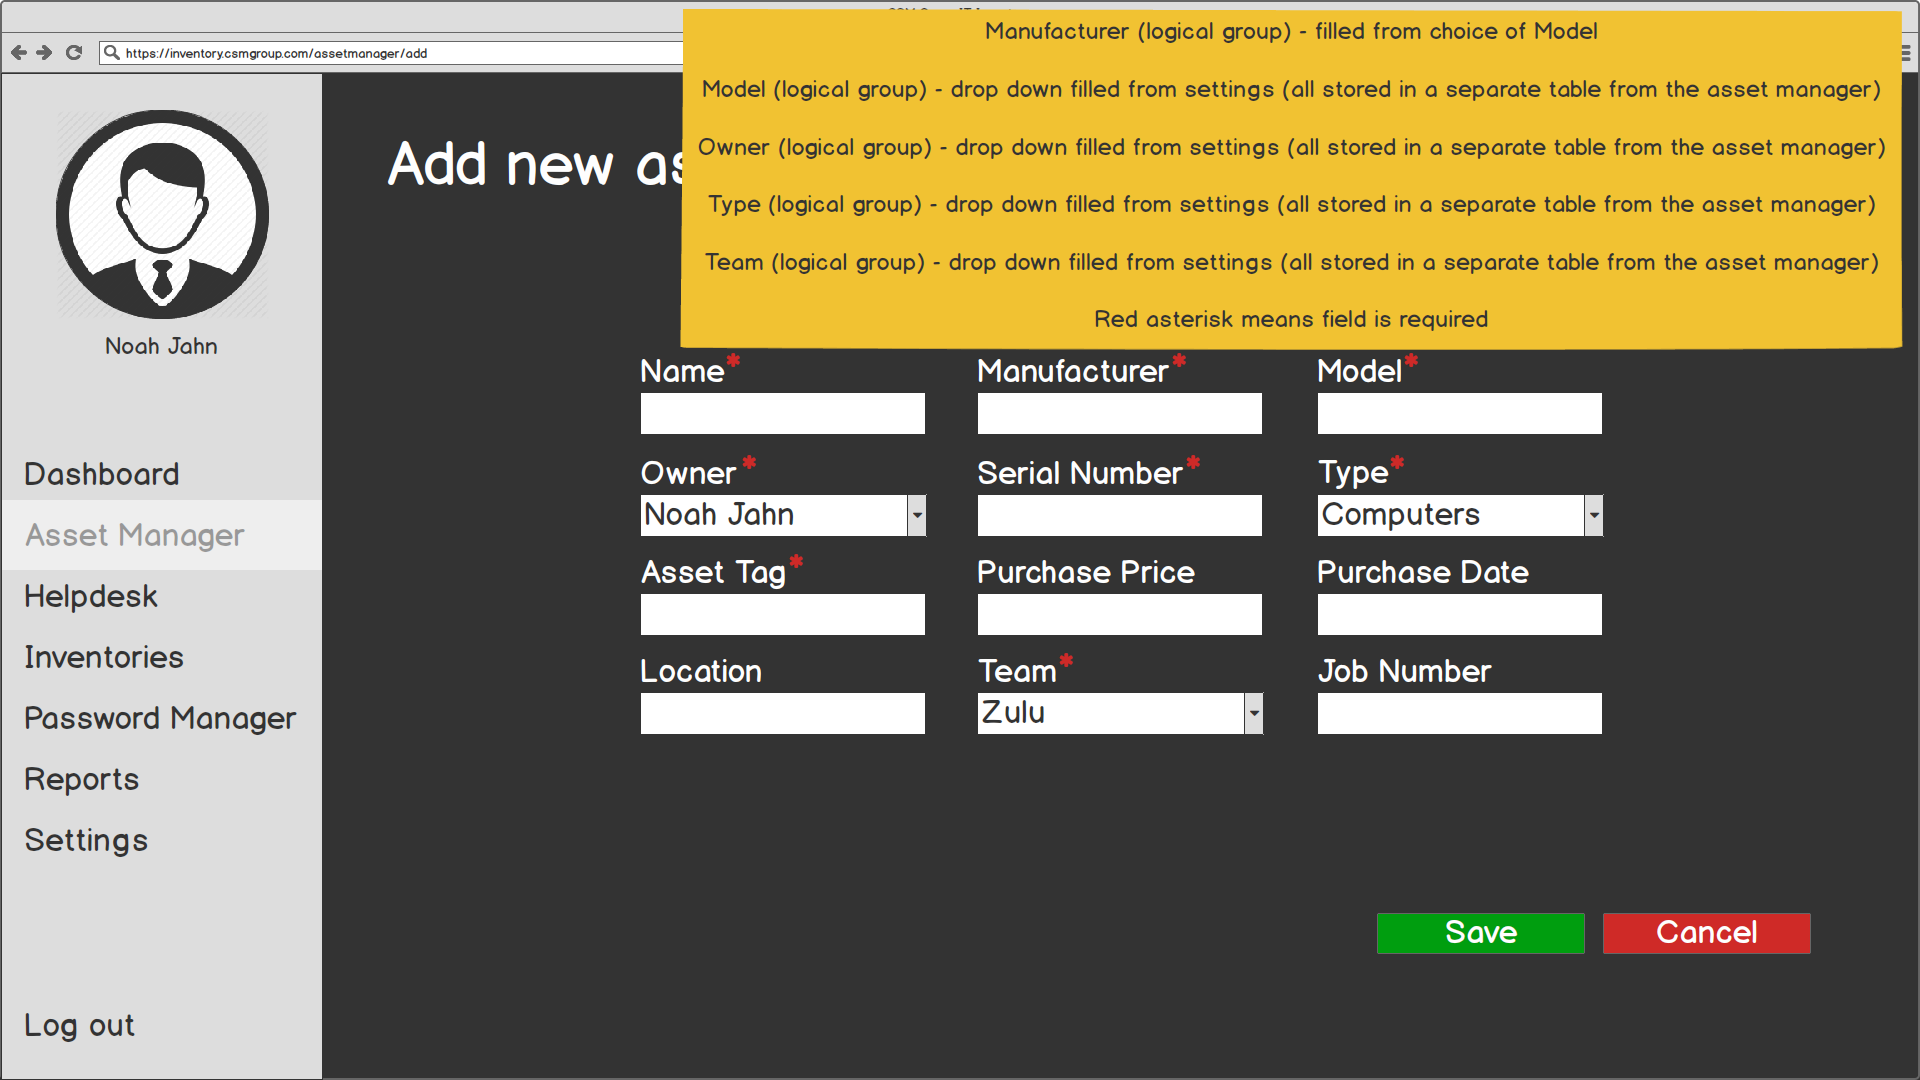 https://inventory.csmgroup.com/assetmanager/add
Manufacturer (logical group) - filled from choice of Model
Model (logical group) - drop down filled from settings (all stored in a separate table from the asset manager)
Owner (logical group) - drop down filled from settings (all stored in a separate table from the asset manager)
Type (logical group) - drop down filled from settings (all stored in a separate table from the asset manager)
Team (logical group) - drop down filled from settings (all stored in a separate table from the asset manager)
Red asterisk means field is required
Noah Jahn
Dashboard
Asset Manager
Helpdesk
Inventories
Password Manager
Reports
Settings
Log out
Add new
Name* Manufacturer* Model*
Owner* Serial Number* Type*
Noah Jahn Computers
Asset Tag* Purchase Price Purchase Date
Location Team* Job Number
Zulu
Save Cancel